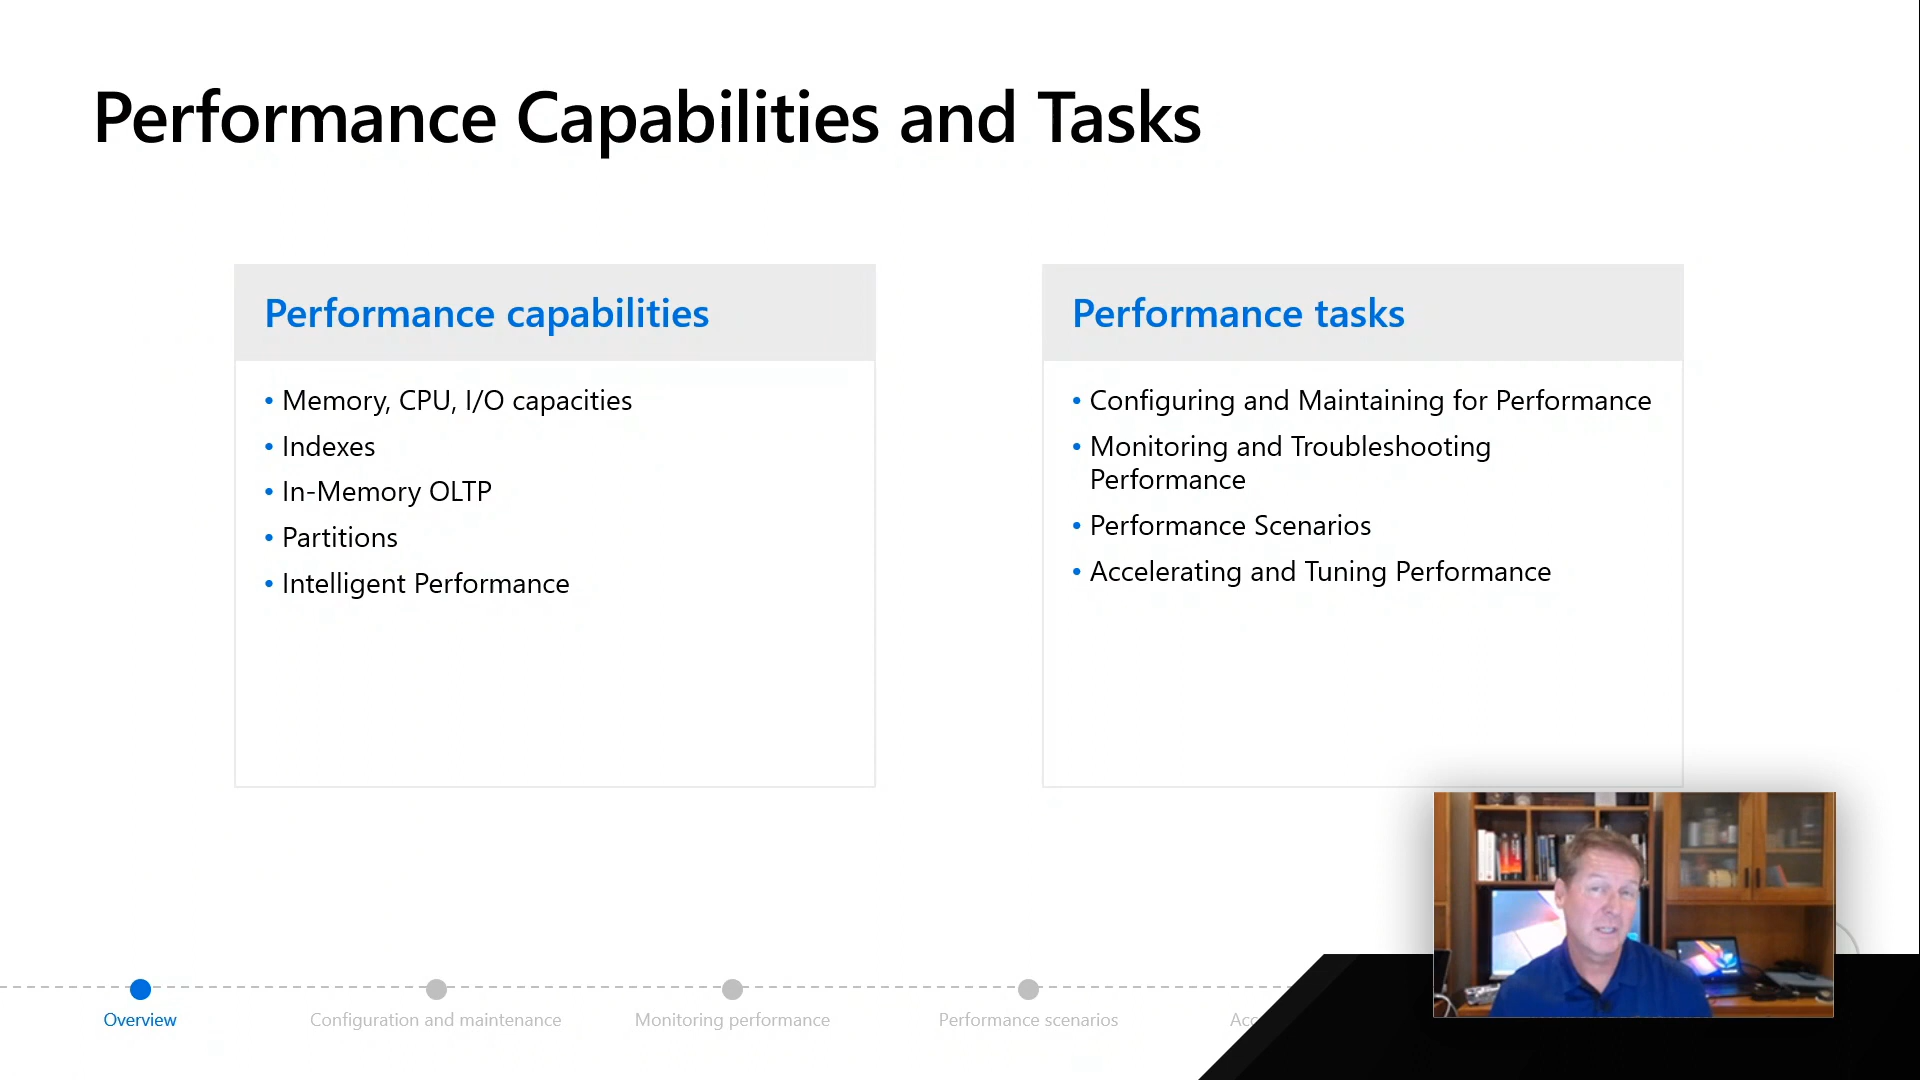 Performance Capabilities and Tasks
Performance capabilities
• Memory, CPU, I/O capacities
• Indexes
• In-Memory OLTP
• Partitions
• Intelligent Performance
Performance tasks
• Configuring and Maintaining for Performance
• Monitoring and Troubleshooting
Performance
• Performance Scenarios
• Accelerating and Tuning Performance
Overview
Configuration and maintenance
Monitoring performance
Performance scenarios